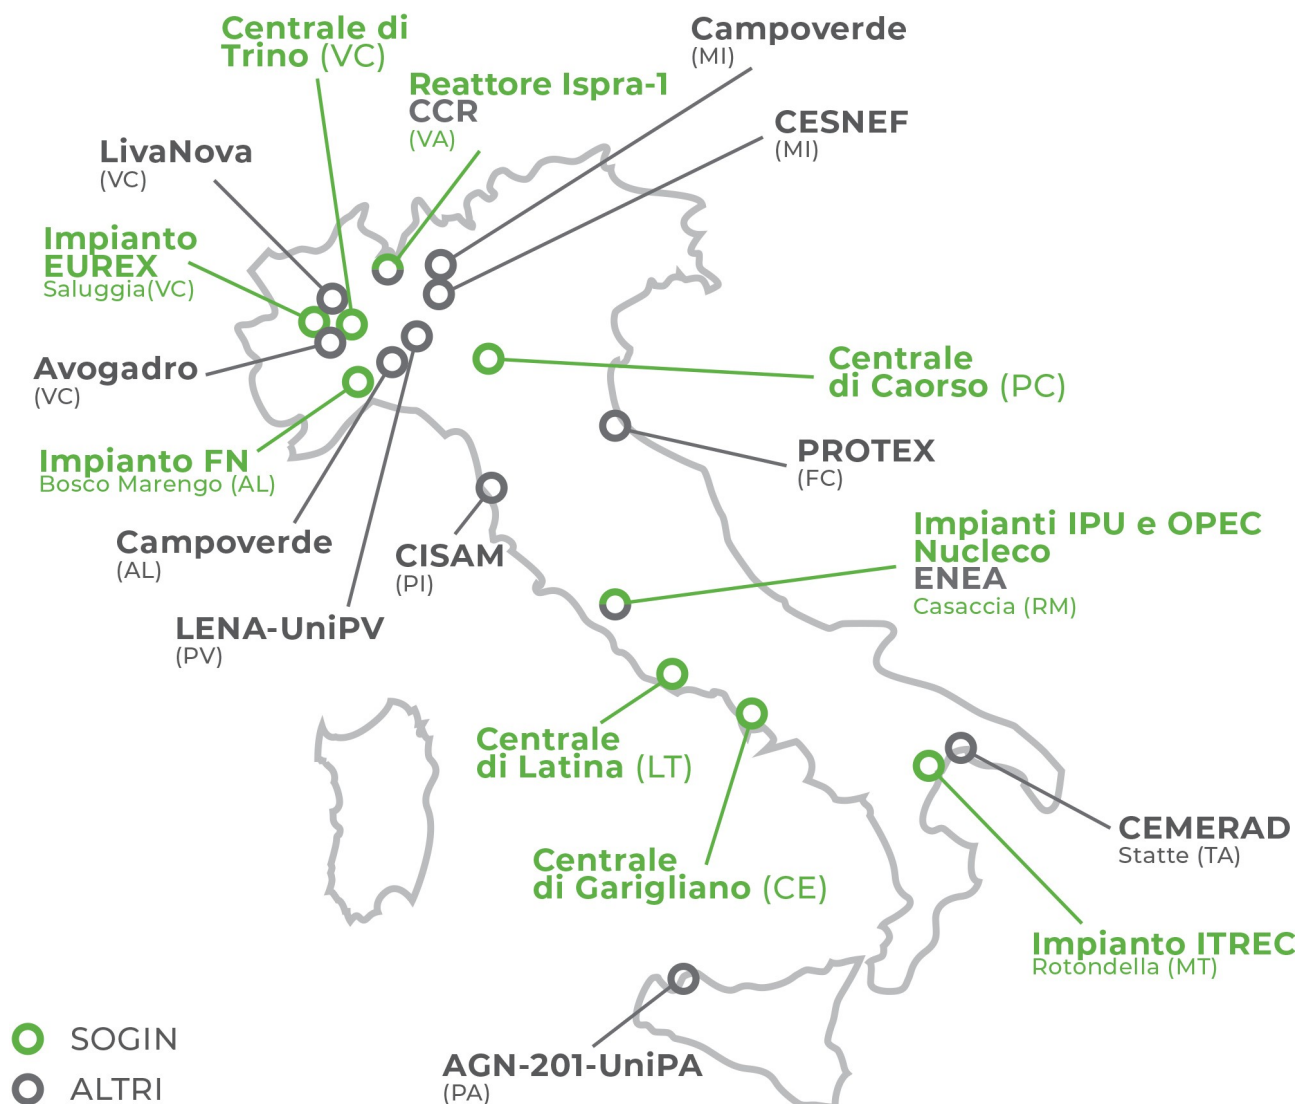 Centrale di
Trino (VC)
Campoverde
(MI)
Reattore Ispra-1
CCR
(VA)
CESNEF
(MI)
LivaNova
(VC)
Impianto
EUREX
Saluggia(VC)
Avogadro
(VC)
Centrale
di Caorso (PC)
Impianto FN
Bosco Marengo (AL)
PROTEX
(FC)
Campoverde
(AL)
CISAM
(PI)
Impianti IPU e OPEC
Nucleco
ENEA
Casaccia (RM)
LENA-UniPV
(PV)
Centrale
di Latina (LT)
CEMERAD
Statte (TA)
Centrale
di Garigliano (CE)
Impianto ITREC
Rotondella (MT)
AGN-201-UniPA
(PA)
SOGIN
ALTRI